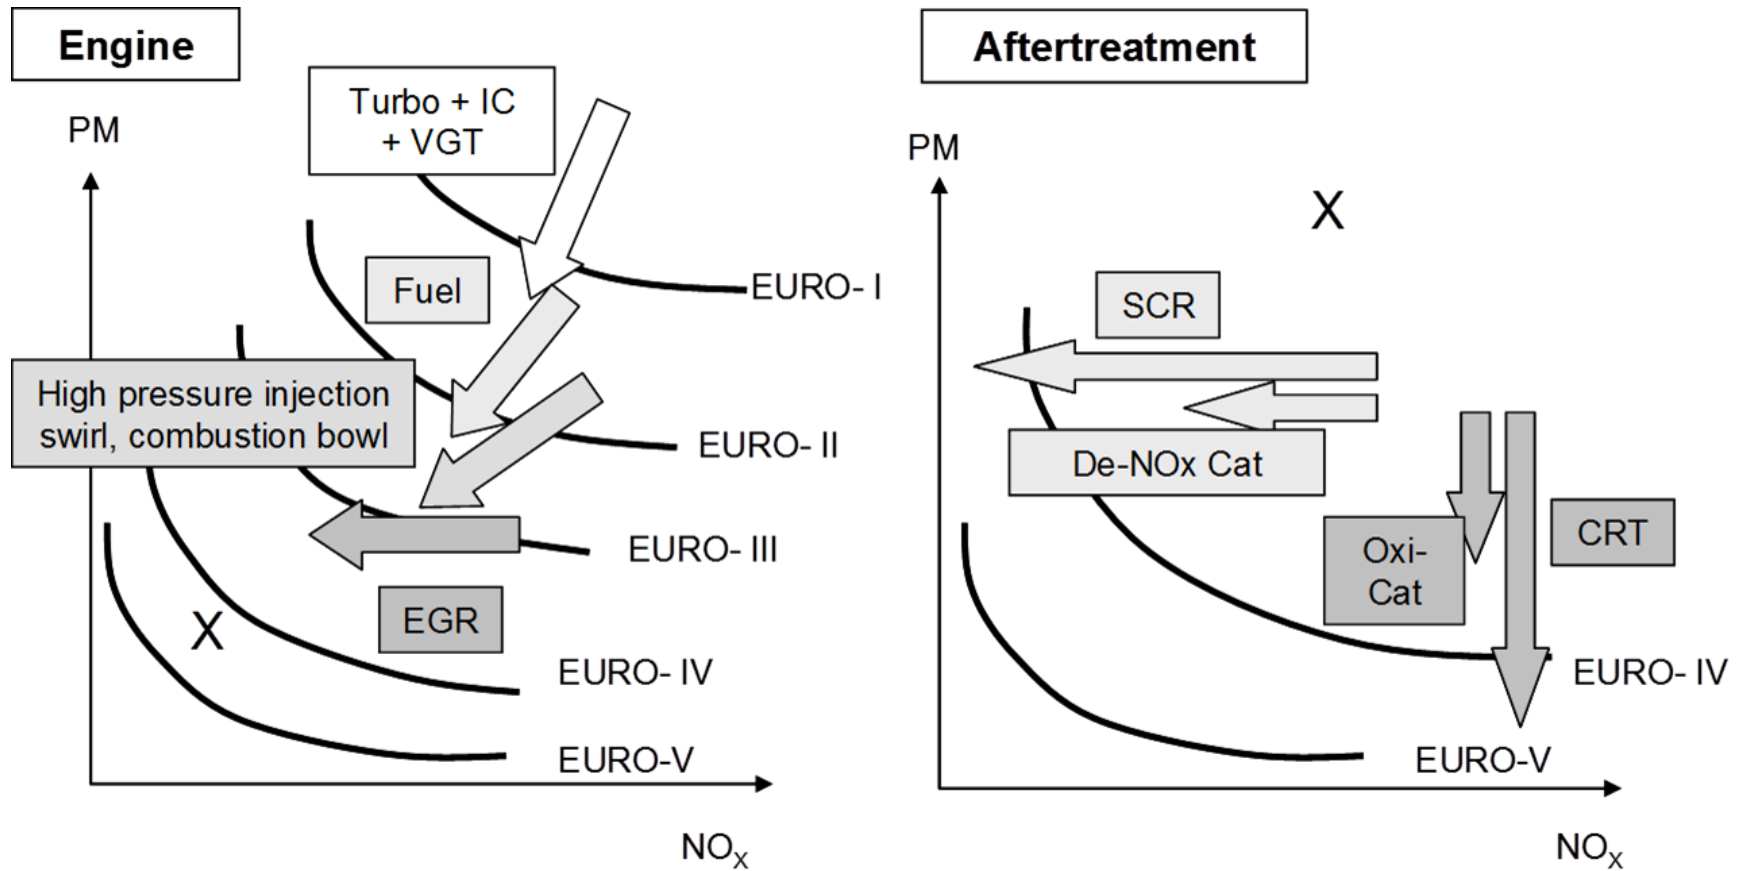 Engine
Turbo + IC
+ VGT
PM
Fuel
EURO- I
High pressure injection
swirl, combustion bowl
EURO- II
EURO- III
EGR
X
EURO- IV
EURO-V
NOX
Aftertreatment
PM
X
SCR
De-NOx Cat
Oxi-
Cat
CRT
EURO- IV
EURO-V
NOX